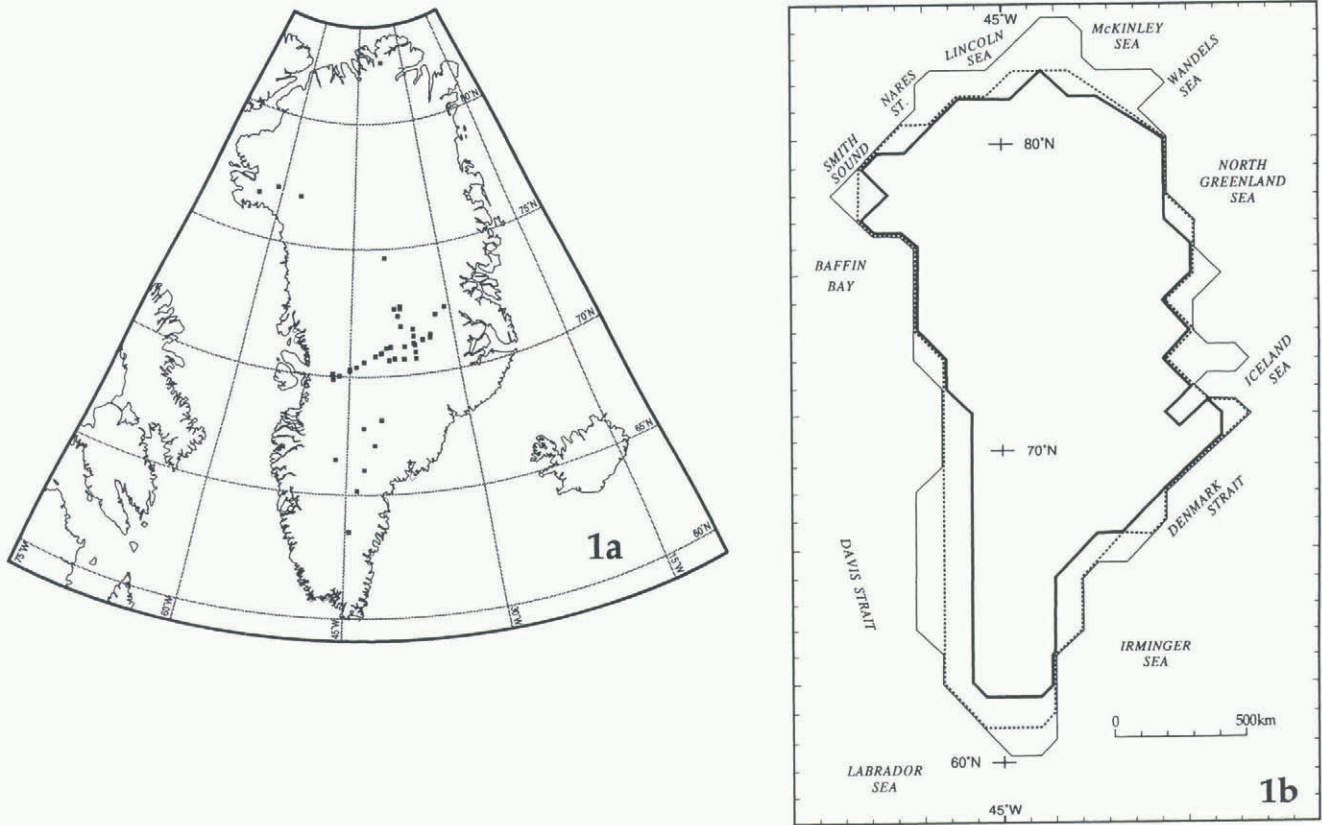 80°N
75°N
70°N
65°N
60°N
75°W
60°W
45°W
30°W
15°W
1a
45°W
McKINLEY
SEA
LINCOLN
SEA
WANDELS
SEA
NARES
ST.
SMITH
SOUND
80°N
NORTH
GREENLAND
SEA
BAFFIN
BAY
ICELAND
SEA
70°N
DENMARK
STRAIT
DAVIS STRAIT
IRMINGER
SEA
0
500km
LABRADOR
SEA
60°N
45°W
1b